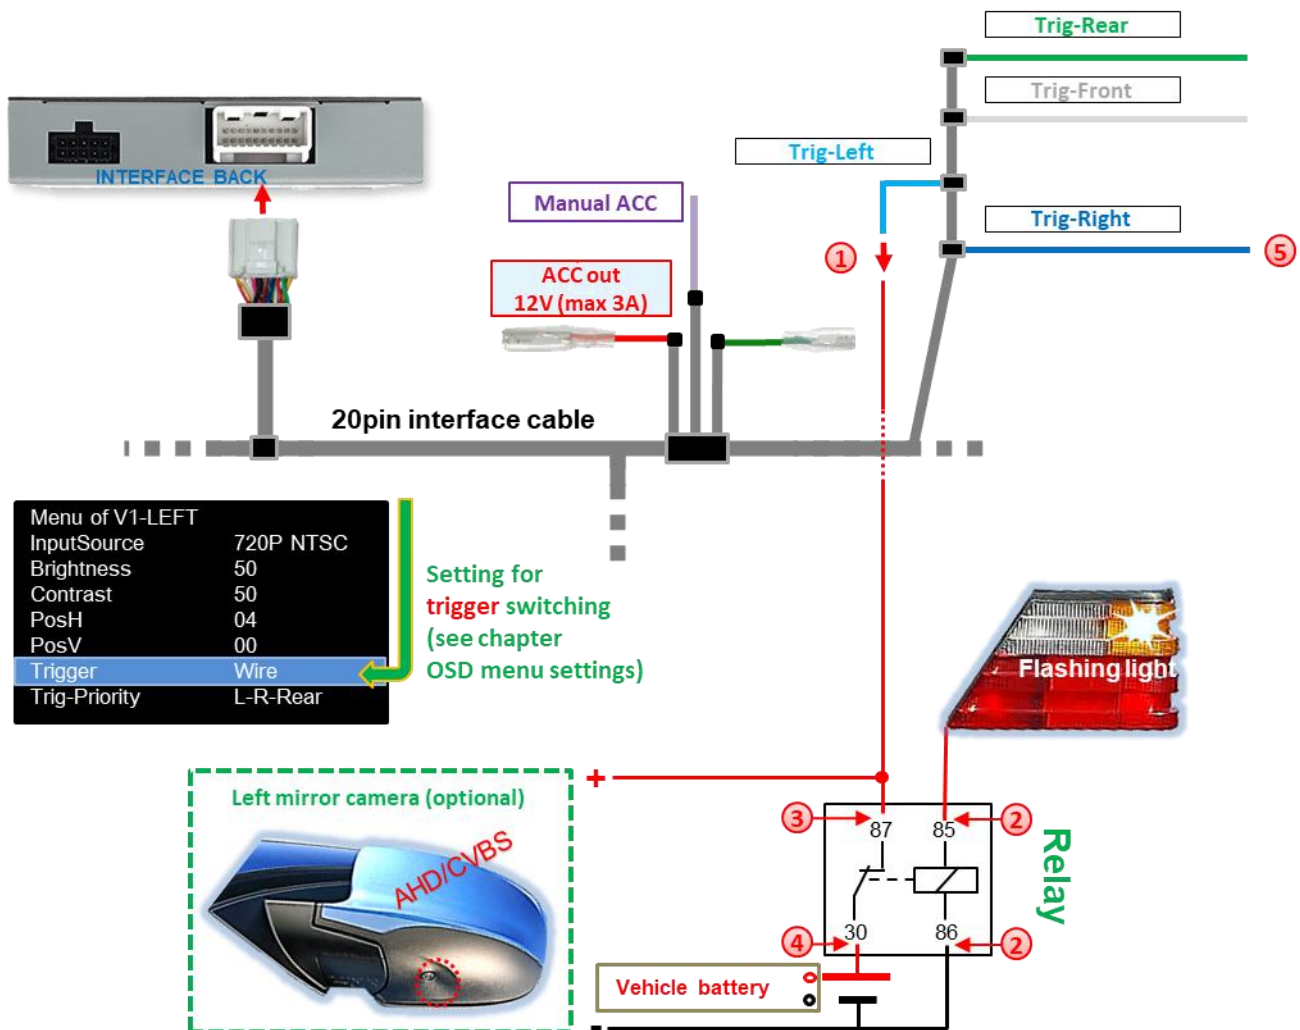 Trig-Rear
Trig-Front
Trig-Left
INTERFACE BACK
Manual ACC
Trig-Right
1
5
ACC out
12V (max 3A)
20pin interface cable
Menu of V1-LEFT
InputSource 720P NTSC
Brightness 50
Contrast 50
PosH 04
PosV 00
Trigger Wire
Trig-Priority L-R-Rear
Setting for
trigger switching
(see chapter
OSD menu settings)
Flashing light
+
Left mirror camera (optional)
AHD/CVBS
3
87
85
2
Relay
4
30
86
2
Vehicle battery
-